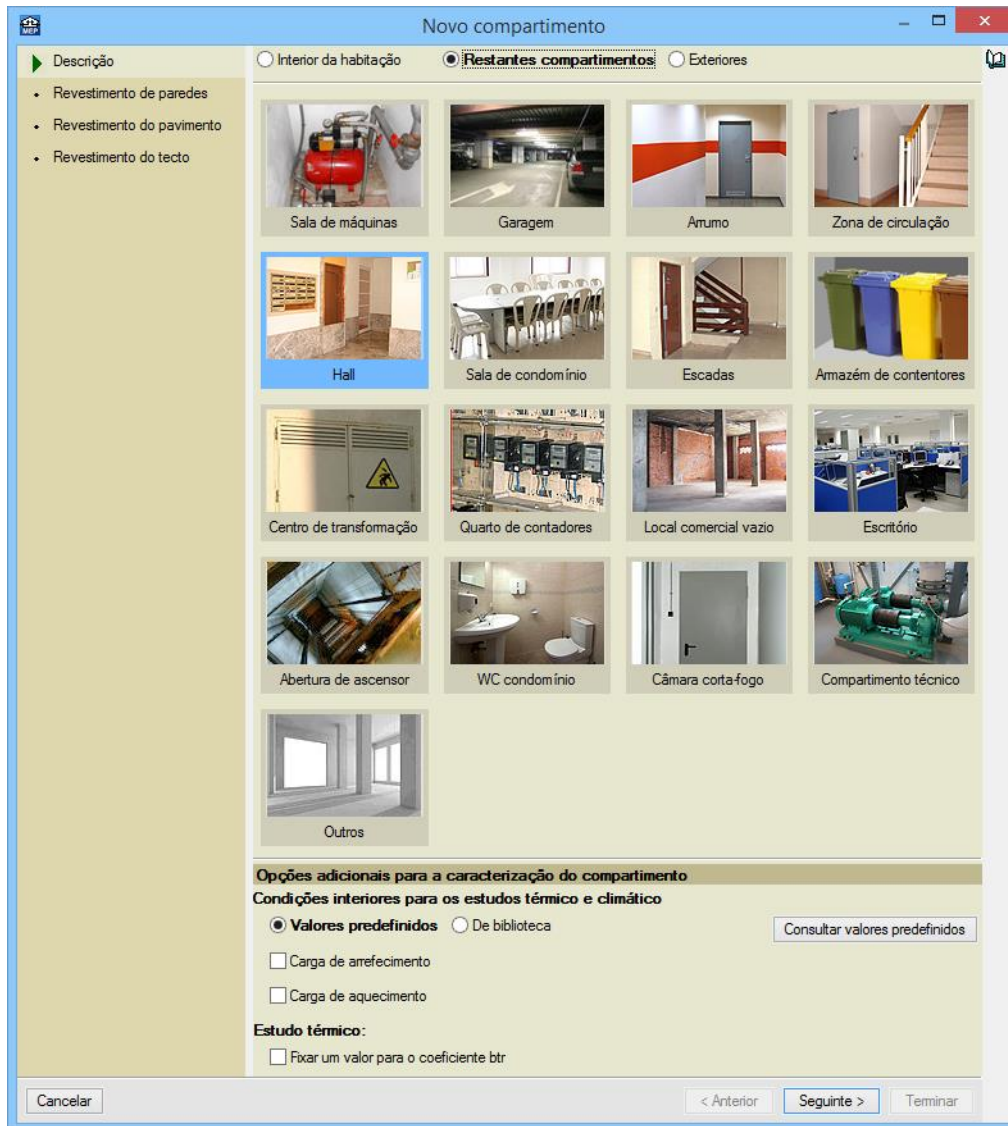 MEP
Novo compartimento
Descrição
Revestimento de paredes
Revestimento do pavimento
Revestimento do tecto
Interior da habitação Restantes compartimentos Exteriores
Sala de máquinas Garagem Arrumo Zona de circulação
Hall Sala de condomínio Escadas Armazém de contentores
Centro de transformação Quarto de contadores Local comercial vazio Escritório
Abertura de ascensor WC condomínio Câmara corta-fogo Compartimento técnico
Outros
Opções adicionais para a caracterização do compartimento
Condições interiores para os estudos térmico e climático
Valores predefinidos De biblioteca Consultar valores predefinidos
Carga de arrefecimento
Carga de aquecimento
Estudo térmico:
Fixar um valor para o coeficiente btr
Cancelar < Anterior Seguinte > Terminar